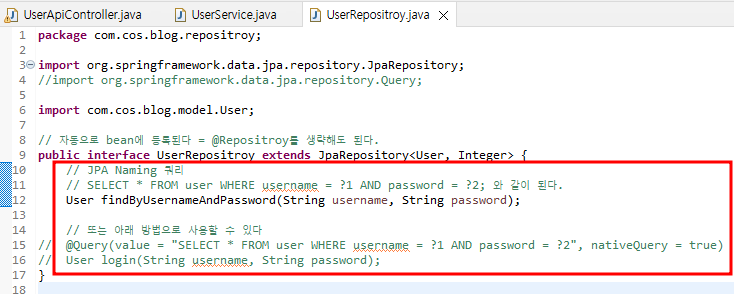 UserApiController.java UserService.java UserRepositroy.java
1 package com.cos.blog.repositroy;
2
3 import org.springframework.data.jpa.repository.JpaRepository;
4 //import org.springframework.data.jpa.repository.Query;
5
6 import com.cos.blog.model.User;
7
8 // 자동으로 bean에 등록된다 = @Repositroy를 생략해도 된다.
9 public interface UserRepositroy extends JpaRepository<User, Integer> {
10 // JPA Naming 쿼리
11 // SELECT * FROM user WHERE username = ?1 AND password = ?2; 와 같이 된다.
12 User findByUsernameAndPassword(String username, String password);
13
14 // 또는 아래 방법으로 사용할 수 있다
15 // @Query(value = "SELECT * FROM user WHERE username = ?1 AND password = ?2", nativeQuery = true)
16 // User login(String username, String password);
17 }
18